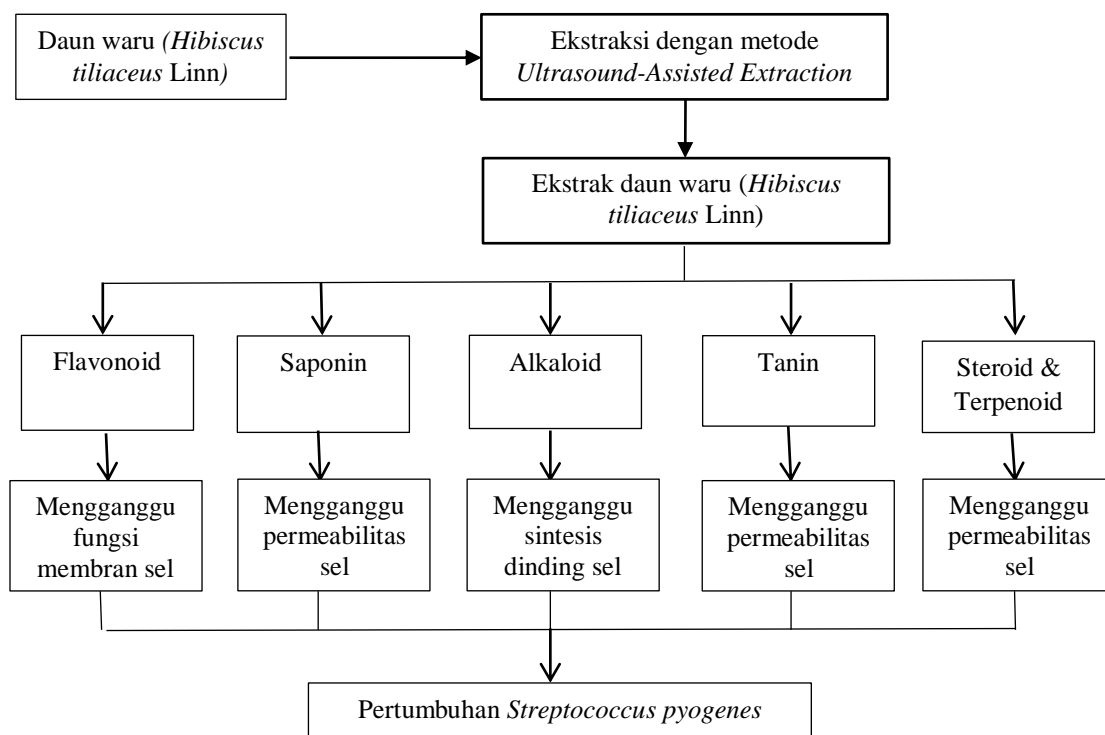 Daun waru (Hibiscus
tiliaceus Linn)
Ekstraksi dengan metode
Ultrasound-Assisted Extraction
Ekstrak daun waru (Hibiscus
tiliaceus Linn)
Flavonoid
Saponin
Alkaloid
Tanin
Steroid &
Terpenoid
Mengganggu
fungsi
membran sel
Mengganggu
permeabilitas
sel
Mengganggu
sintesis
dinding sel
Mengganggu
permeabilitas
sel
Mengganggu
permeabilitas
sel
Pertumbuhan Streptococcus pyogenes